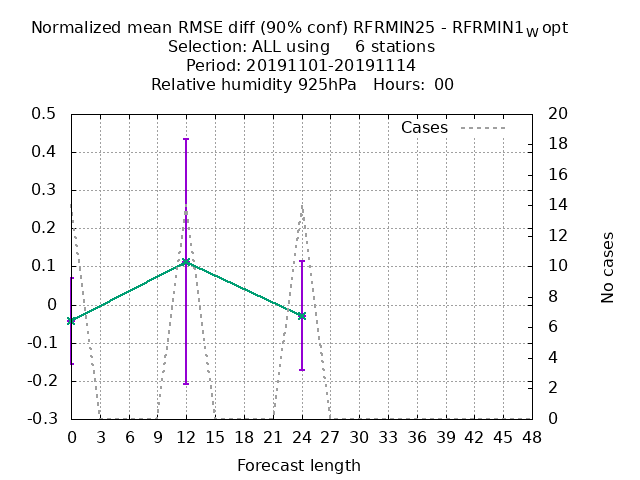 Normalized mean RMSE diff (90% conf) RFRMIN25 - RFRMIN1W opt
Selection: ALL using 6 stations
Period: 20191101-20191114
Relative humidity 925hPa Hours: 00
Cases
0.5
0.4
0.3
0.2
0.1
0
-0.1
-0.2
-0.3
20
18
16
14
12
10
8
6
4
2
0
No cases
0 3 6 9 12 15 18 21 24 27 30 33 36 39 42 45 48
Forecast length